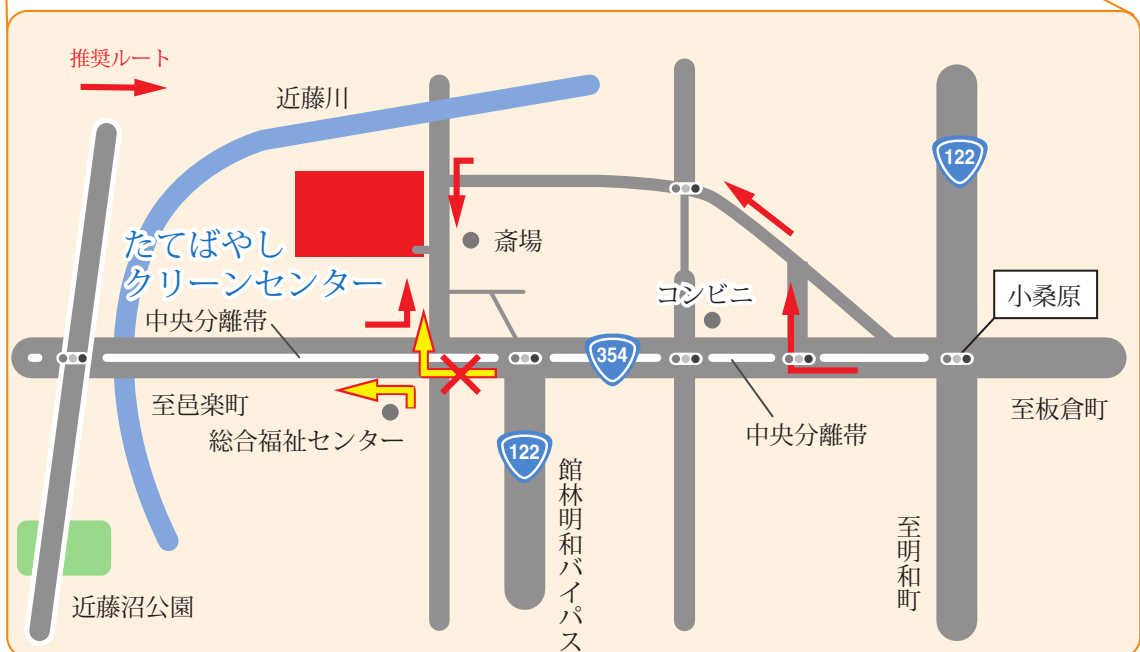 推奨ルート
近藤川
122
たてばやし
クリーンセンター
斎場
コンビニ
小桑原
中央分離帯
354
至邑楽町
総合福祉センター
122
館林明和バイパス
中央分離帯
至板倉町
至明和町
近藤沼公園